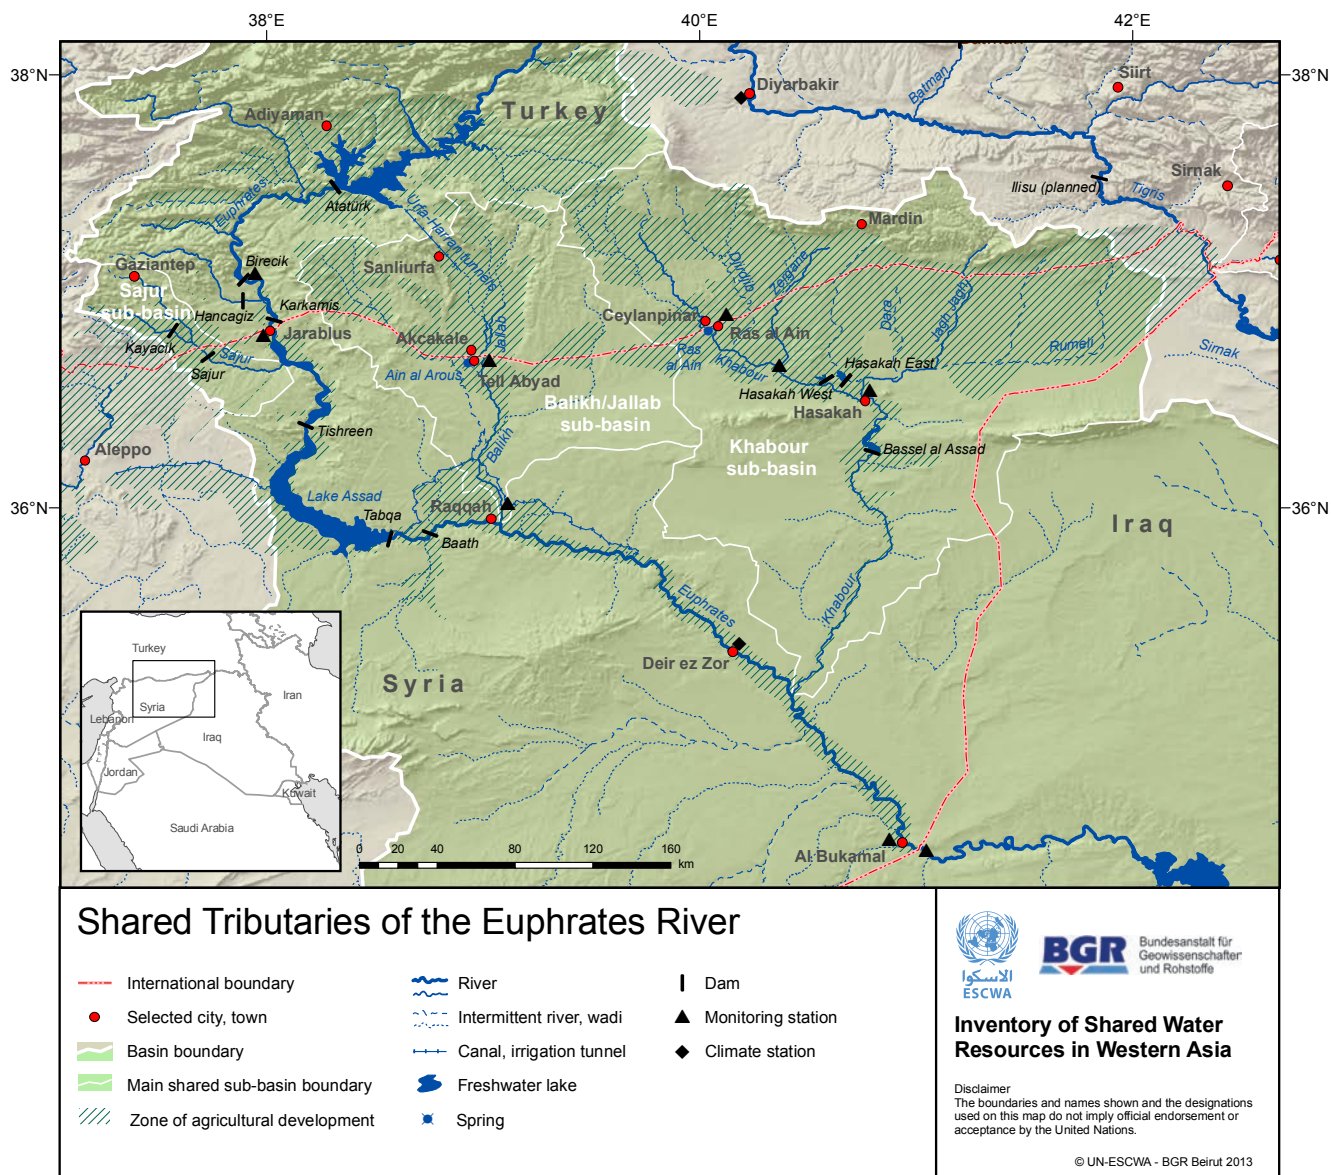 38°E
40°E
42°E
38°N
38°N
36°N
36°N
Siirt
Diyarbakir
Batman
Turkey
Adiyaman
Sirnak
Ilisu (planned)
Tigris
Atatürk
Euphrates
Urfa-Harran tunnels
Mardin
Birecik
Gaziantep
Sanliurfa
Djirdjib
Zergane
Sajur
sub-basin
Hancagiz
Karkamis
Jarablus
Ceylanpinar
Ras al Ain
Dara
Jagh Jagh
Kayacik
Sajur
Sajur
Akcakale
Jallab
Ras
al Ain
Khabour
Hasakah East
Rumeli
Sirnak
Ain al Arous
Tell Abyad
Hasakah West
Hasakah
Balikh/Jallab
sub-basin
Tishreen
Aleppo
Balikh
Khabour
sub-basin
Bassel al Assad
Lake Assad
Tabqa
Raqqah
Baath
Iraq
Euphrates
Khabour
Deir ez Zor
Syria
Al Bukamal
Turkey
Syria
Lebanon
Iraq
Iran
Jordan
Kuwait
Saudi Arabia
0 20 40 80 120 160
km
Shared Tributaries of the Euphrates River
International boundary
Selected city, town
Basin boundary
Main shared sub-basin boundary
Zone of agricultural development
River
Intermittent river, wadi
Canal, irrigation tunnel
Freshwater lake
Spring
Dam
Monitoring station
Climate station
الاسكوا
ESCWA
BGR
Bundesanstalt für
Geowissenschaften
und Rohstoffe
Inventory of Shared Water
Resources in Western Asia
Disclaimer
The boundaries and names shown and the designations
used on this map do not imply official endorsement or
acceptance by the United Nations.
© UN-ESCWA - BGR Beirut 2013